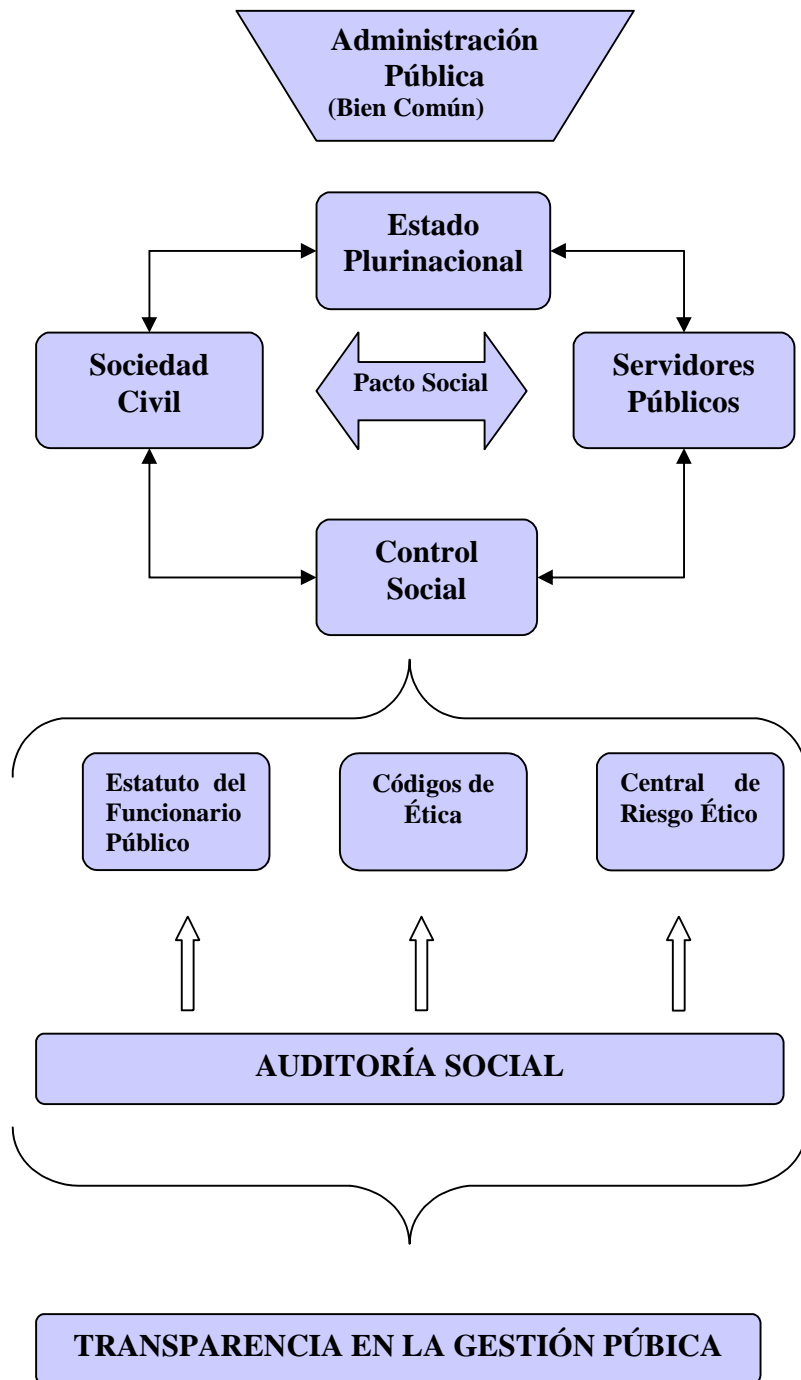 Administración
Pública
(Bien Común)
Estado
Plurinacional
Sociedad
Civil
Pacto Social
Servidores
Públicos
Control
Social
Estatuto del
Funcionario
Público
Códigos de
Ética
Central de
Riesgo Ético
AUDITORÍA SOCIAL
TRANSPARENCIA EN LA GESTIÓN PÚBICA